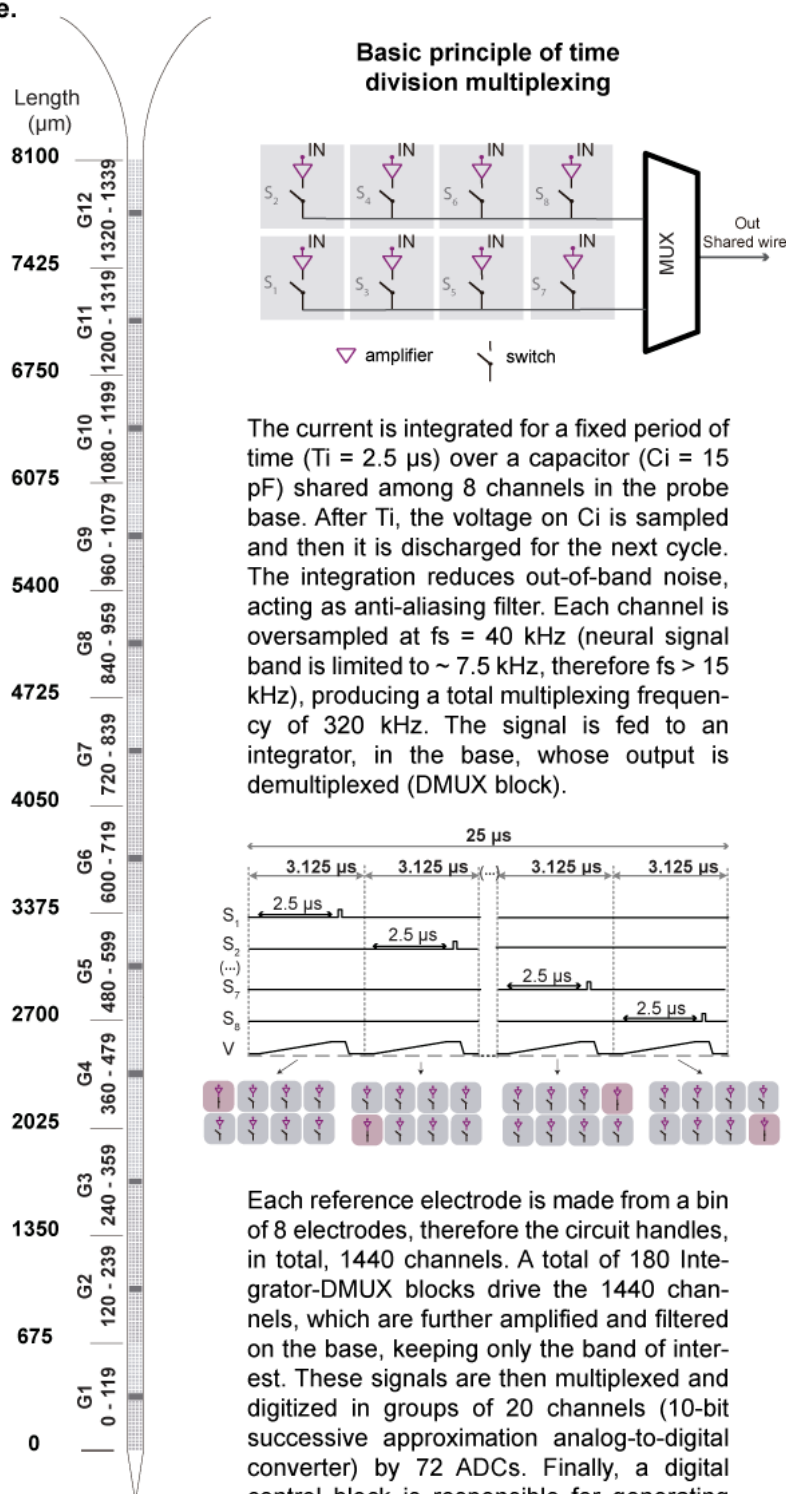 e.
Length
(µm)
8100
7425
6750
6075
5400
4725
4050
3375
2700
2025
1350
675
0
G12
1320 - 1339
G11
1200 - 1319
G10
1080 - 1199
G9
960 - 1079
G8
840 - 959
G7
720 - 839
G6
600 - 719
G5
480 - 599
G4
360 - 479
G3
240 - 359
G2
120 - 239
G1
0 - 119
Basic principle of time
division multiplexing
IN IN IN IN
S2 S4 S6 S8
IN IN IN IN
S1 S3 S5 S7
MUX
Out
Shared wire
amplifier switch
The current is integrated for a fixed period of
time (Ti = 2.5 µs) over a capacitor (Ci = 15
pF) shared among 8 channels in the probe
base. After Ti, the voltage on Ci is sampled
and then it is discharged for the next cycle.
The integration reduces out-of-band noise,
acting as anti-aliasing filter. Each channel is
oversampled at fs = 40 kHz (neural signal
band is limited to ~ 7.5 kHz, therefore fs > 15
kHz), producing a total multiplexing frequen-
cy of 320 kHz. The signal is fed to an
integrator, in the base, whose output is
demultiplexed (DMUX block).
25 µs
3.125 µs 3.125 µs (...) 3.125 µs 3.125 µs
S1 2.5 µs
S2 2.5 µs
(...)
S7 2.5 µs
S8 2.5 µs
V
Each reference electrode is made from a bin
of 8 electrodes, therefore the circuit handles,
in total, 1440 channels. A total of 180 Inte-
grator-DMUX blocks drive the 1440 chan-
nels, which are further amplified and filtered
on the base, keeping only the band of inter-
est. These signals are then multiplexed and
digitized in groups of 20 channels (10-bit
successive approximation analog-to-digital
converter) by 72 ADCs. Finally, a digital
control block is responsible for generating